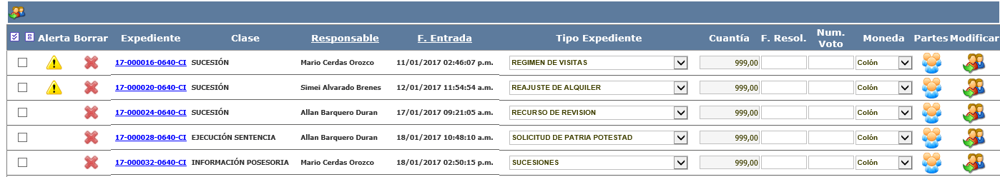 Alerta Borrar Expediente Clase Responsable F. Entrada Tipo Expediente Cuantía F. Resol. Num. Voto Moneda Partes Modificar
17-000016-0640-CI SUCESIÓN Mario Cerdas Orozco 11/01/2017 02:46:07 p.m. REGIMEN DE VISITAS 999,00 Colón
17-000020-0640-CI SUCESIÓN Simei Alvarado Brenes 12/01/2017 11:54:54 a.m. REAJUSTE DE ALQUILER 999,00 Colón
17-000024-0640-CI SUCESIÓN Allan Barquero Duran 17/01/2017 09:21:05 a.m. RECURSO DE REVISION 999,00 Colón
17-000028-0640-CI EJECUCIÓN SENTENCIA Allan Barquero Duran 18/01/2017 10:48:10 a.m. SOLICITUD DE PATRIA POTESTAD 999,00 Colón
17-000032-0640-CI INFORMACIÓN POSESORIA Mario Cerdas Orozco 18/01/2017 02:50:15 p.m. SUCESIONES 999,00 Colón